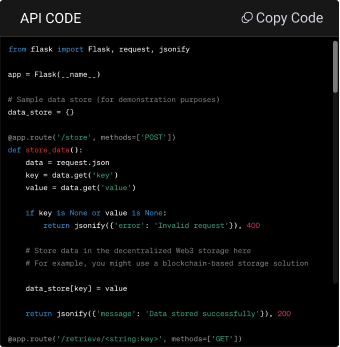 API CODE
Copy Code
from flask import Flask, request, jsonify
app = Flask(__name__)
# Sample data store (for demonstration purposes)
data_store = {}
@app.route('/store', methods=['POST'])
def store_data():
    data = request.json
    key = data.get('key')
    value = data.get('value')
    if key is None or value is None:
        return jsonify({'error': 'Invalid request'}), 400
    # Store data in the decentralized Web3 storage here
    # For example, you might use a blockchain-based storage solution
    data_store[key] = value
    return jsonify({'message': 'Data stored successfully'}), 200
@app.route('/retrieve/<string:key>', methods=['GET'])